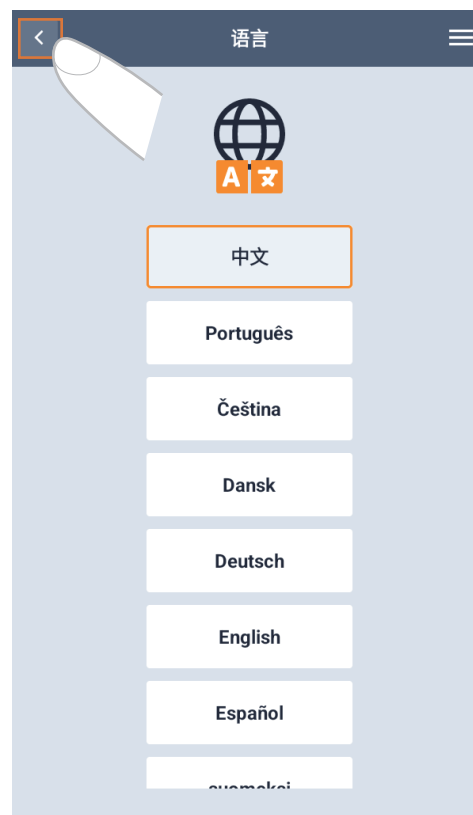 语言
A 文
中文
Português
Čeština
Dansk
Deutsch
English
Español